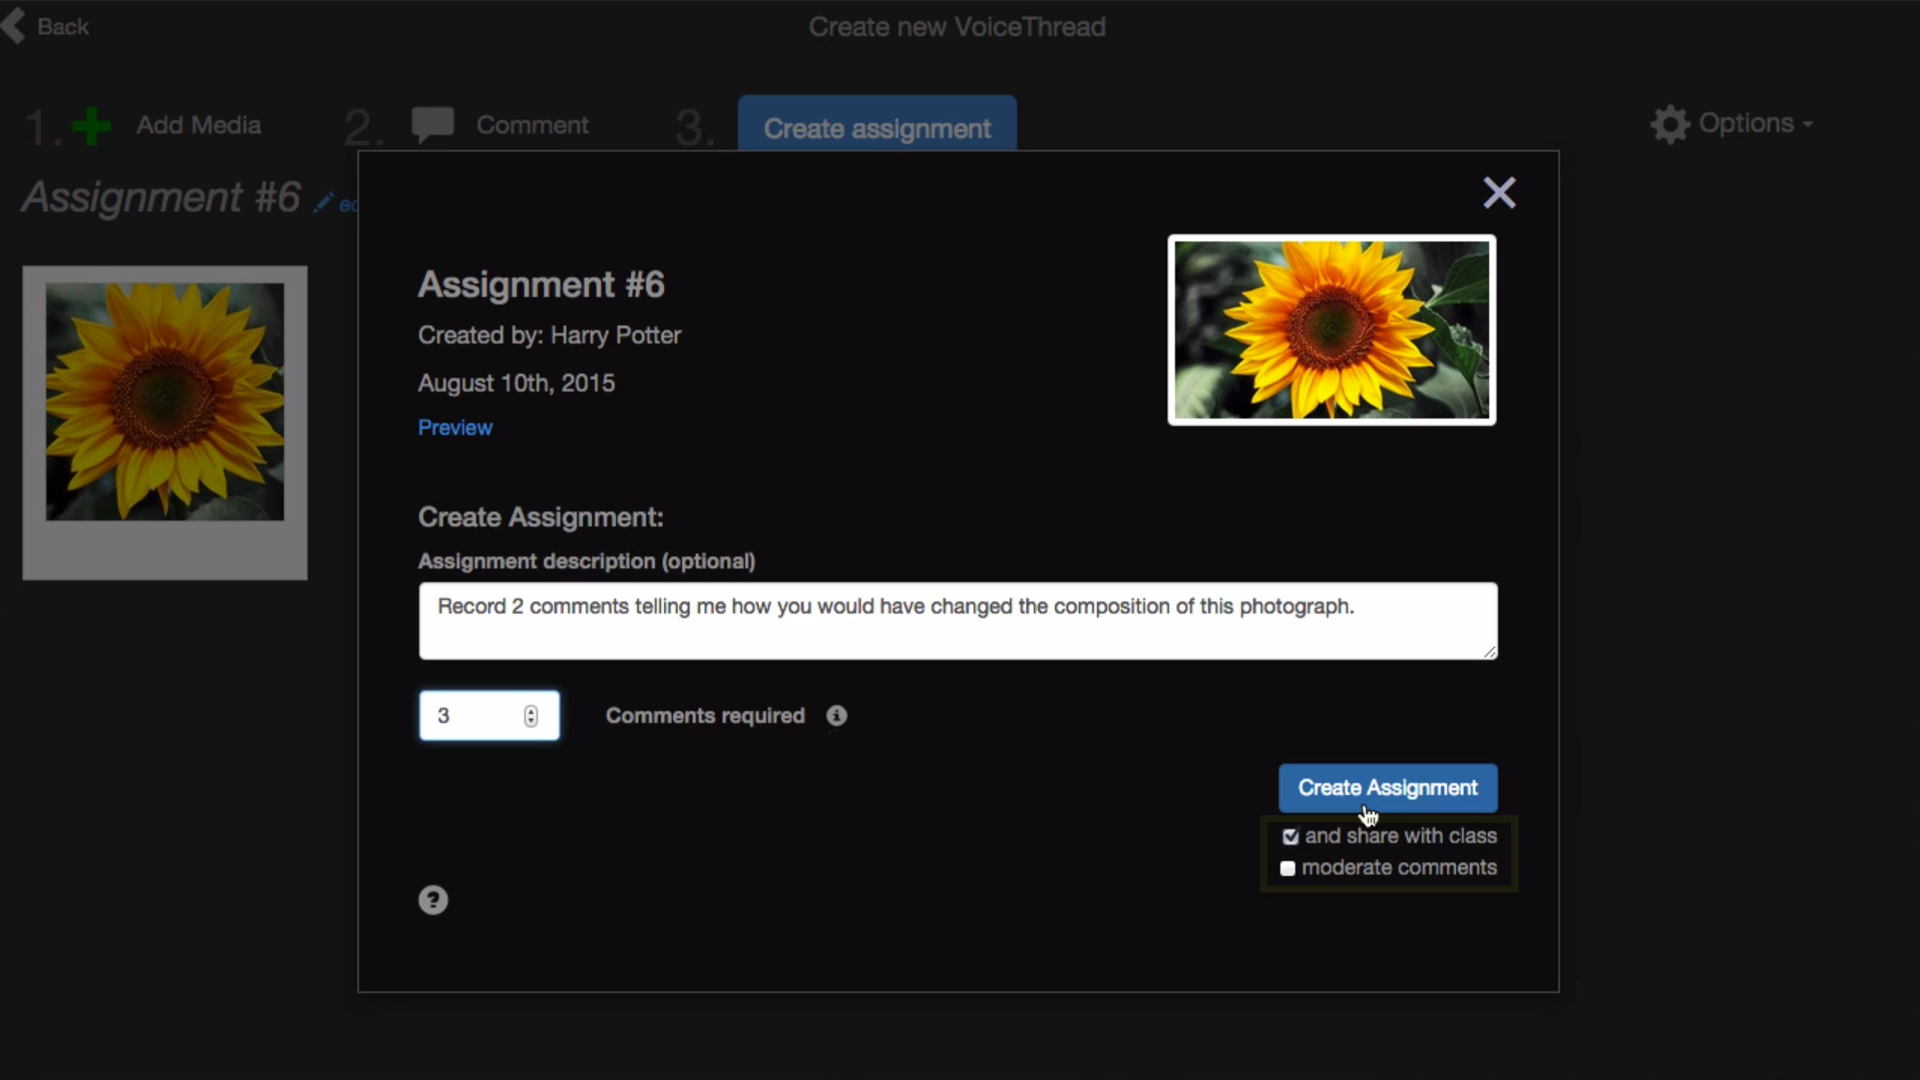 Back
Create new VoiceThread
1. Add Media 2. Comment 3. Create assignment
Options
Assignment #6
Assignment #6
Created by: Harry Potter
August 10th, 2015
Preview
Create Assignment:
Assignment description (optional)
Record 2 comments telling me how you would have changed the composition of this photograph.
3 Comments required
Create Assignment
and share with class
moderate comments